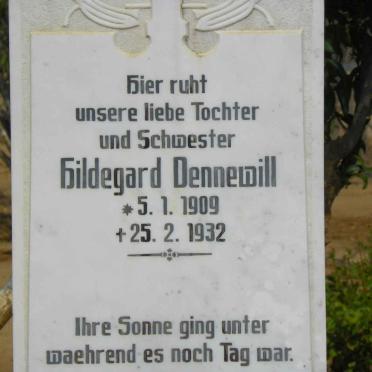 Hier ruht
unsere liebe Tochter
und Schwester
Hildegard Dennewill
* 5. 1. 1909
† 25. 2. 1932
Ihre Sonne ging unter
waehrend es noch Tag war.